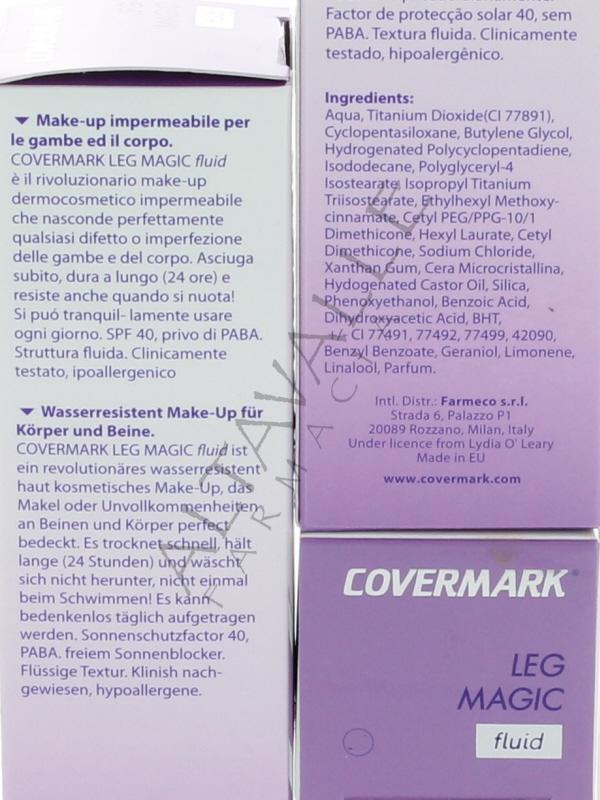 ▼ Make-up impermeabile per
le gambe ed il corpo.
COVERMARK LEG MAGIC fluid
è il rivoluzionario make-up
dermocosmetico impermeabile
che nasconde perfettamente
qualsiasi difetto o imperfezione
delle gambe e del corpo. Asciuga
subito, dura a lungo (24 ore) e
resiste anche quando si nuota!
Si puó tranquil- lamente usare
ogni giorno. SPF 40, privo di PABA.
Struttura fluida. Clinicamente
testato, ipoallergenico
▼ Wasserresistent Make-Up für
Körper und Beine.
COVERMARK LEG MAGIC fluid ist
ein revolutionäres wasserresistent
haut kosmetisches Make-Up, das
Makel oder Unvollkommenheiten
an Beinen und Körper perfect
bedeckt. Es trocknet schnell, hält
lange (24 Stunden) und wäscht
sich nicht herunter, nicht einmal
beim Schwimmen! Es kann
bedenkenlos täglich aufgetragen
werden. Sonnenschutzfactor 40,
PABA. freiem Sonnenblocker.
Flüssige Textur. Klinish nach-
gewiesen, hypoallergene.
Factor de protecção solar 40, sem
PABA. Textura fluida. Clinicamente
testado, hipoalergênico.
Ingredients:
Aqua, Titanium Dioxide(CI 77891),
Cyclopentasiloxane, Butylene Glycol,
Hydrogenated Polycyclopentadiene,
Isododecane, Polyglyceryl-4
Isostearate, Isopropyl Titanium
Triisostearate, Ethylhexyl Methoxy-
cinnamate, Cetyl PEG/PPG-10/1
Dimethicone, Hexyl Laurate, Cetyl
Dimethicone, Sodium Chloride,
Xanthan Gum, Cera Microcristallina,
Hydogenated Castor Oil, Silica,
Phenoxyethanol, Benzoic Acid,
Dihydroxyacetic Acid, BHT,
+/- CI 77491, 77492, 77499, 42090,
Benzyl Benzoate, Geraniol, Limonene,
Linalool, Parfum.
Intl. Distr.: Farmeco s.r.l.
Strada 6, Palazzo P1
20089 Rozzano, Milan, Italy
Under licence from Lydia O' Leary
Made in EU
www.covermark.com
COVERMARK®
LEG
MAGIC
fluid
ALTAVALLE
FARMACIE